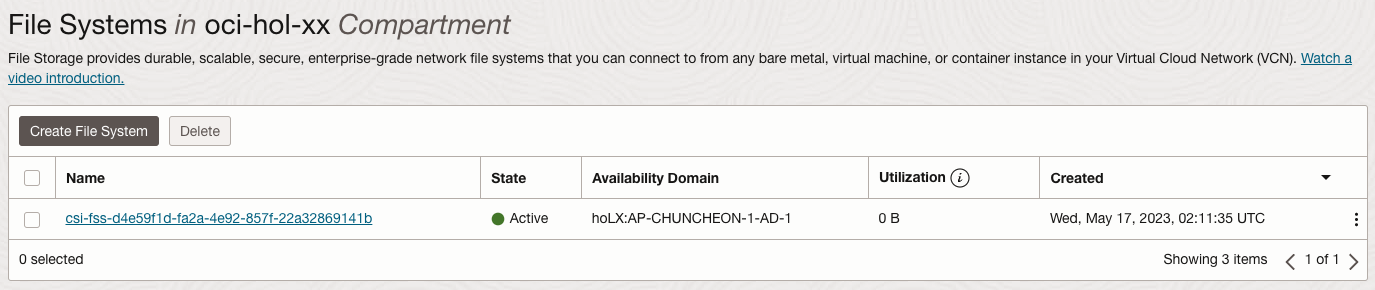 File Systems in oci-hol-xx Compartment
File Storage provides durable, scalable, secure, enterprise-grade network file systems that you can connect to from any bare metal, virtual machine, or container instance in your Virtual Cloud Network (VCN). Watch a
video introduction.
Create File System Delete
Name State Availability Domain Utilization i Created
csi-fss-d4e59f1d-fa2a-4e92-857f-22a32869141b Active hoLX:AP-CHUNCHEON-1-AD-1 0 B Wed, May 17, 2023, 02:11:35 UTC
0 selected Showing 3 items 1 of 1